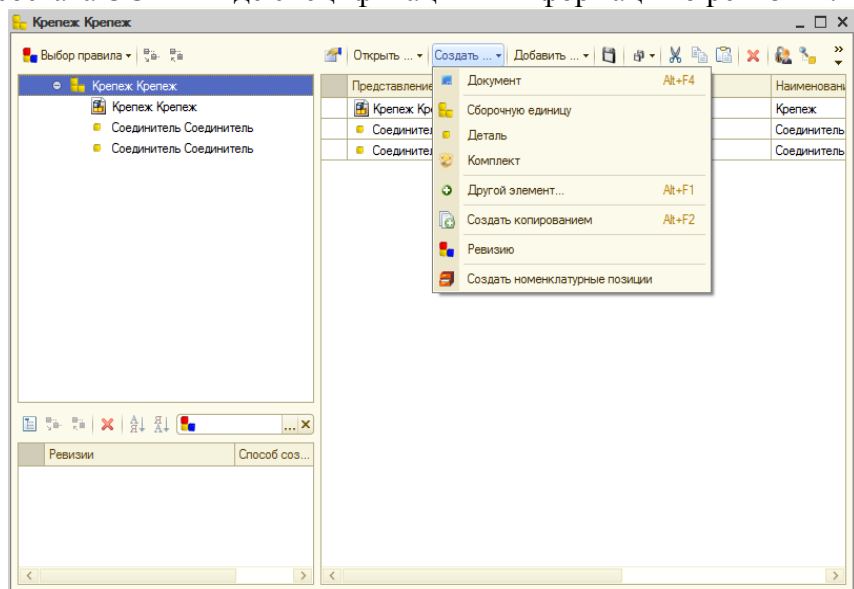 Крепеж Крепеж
Выбор правила
Открыть ... Создать ... Добавить ...
Крепеж Крепеж
Крепеж Крепеж
Соединитель Соединитель
Соединитель Соединитель
Представление Наименовани
Крепеж Кре Крепеж
Соединител Соединитель
Соединител Соединитель
Документ Alt+F4
Сборочную единицу
Деталь
Комплект
Другой элемент... Alt+F1
Создать копированием Alt+F2
Ревизию
Создать номенклатурные позиции
Ревизии Способ соз...